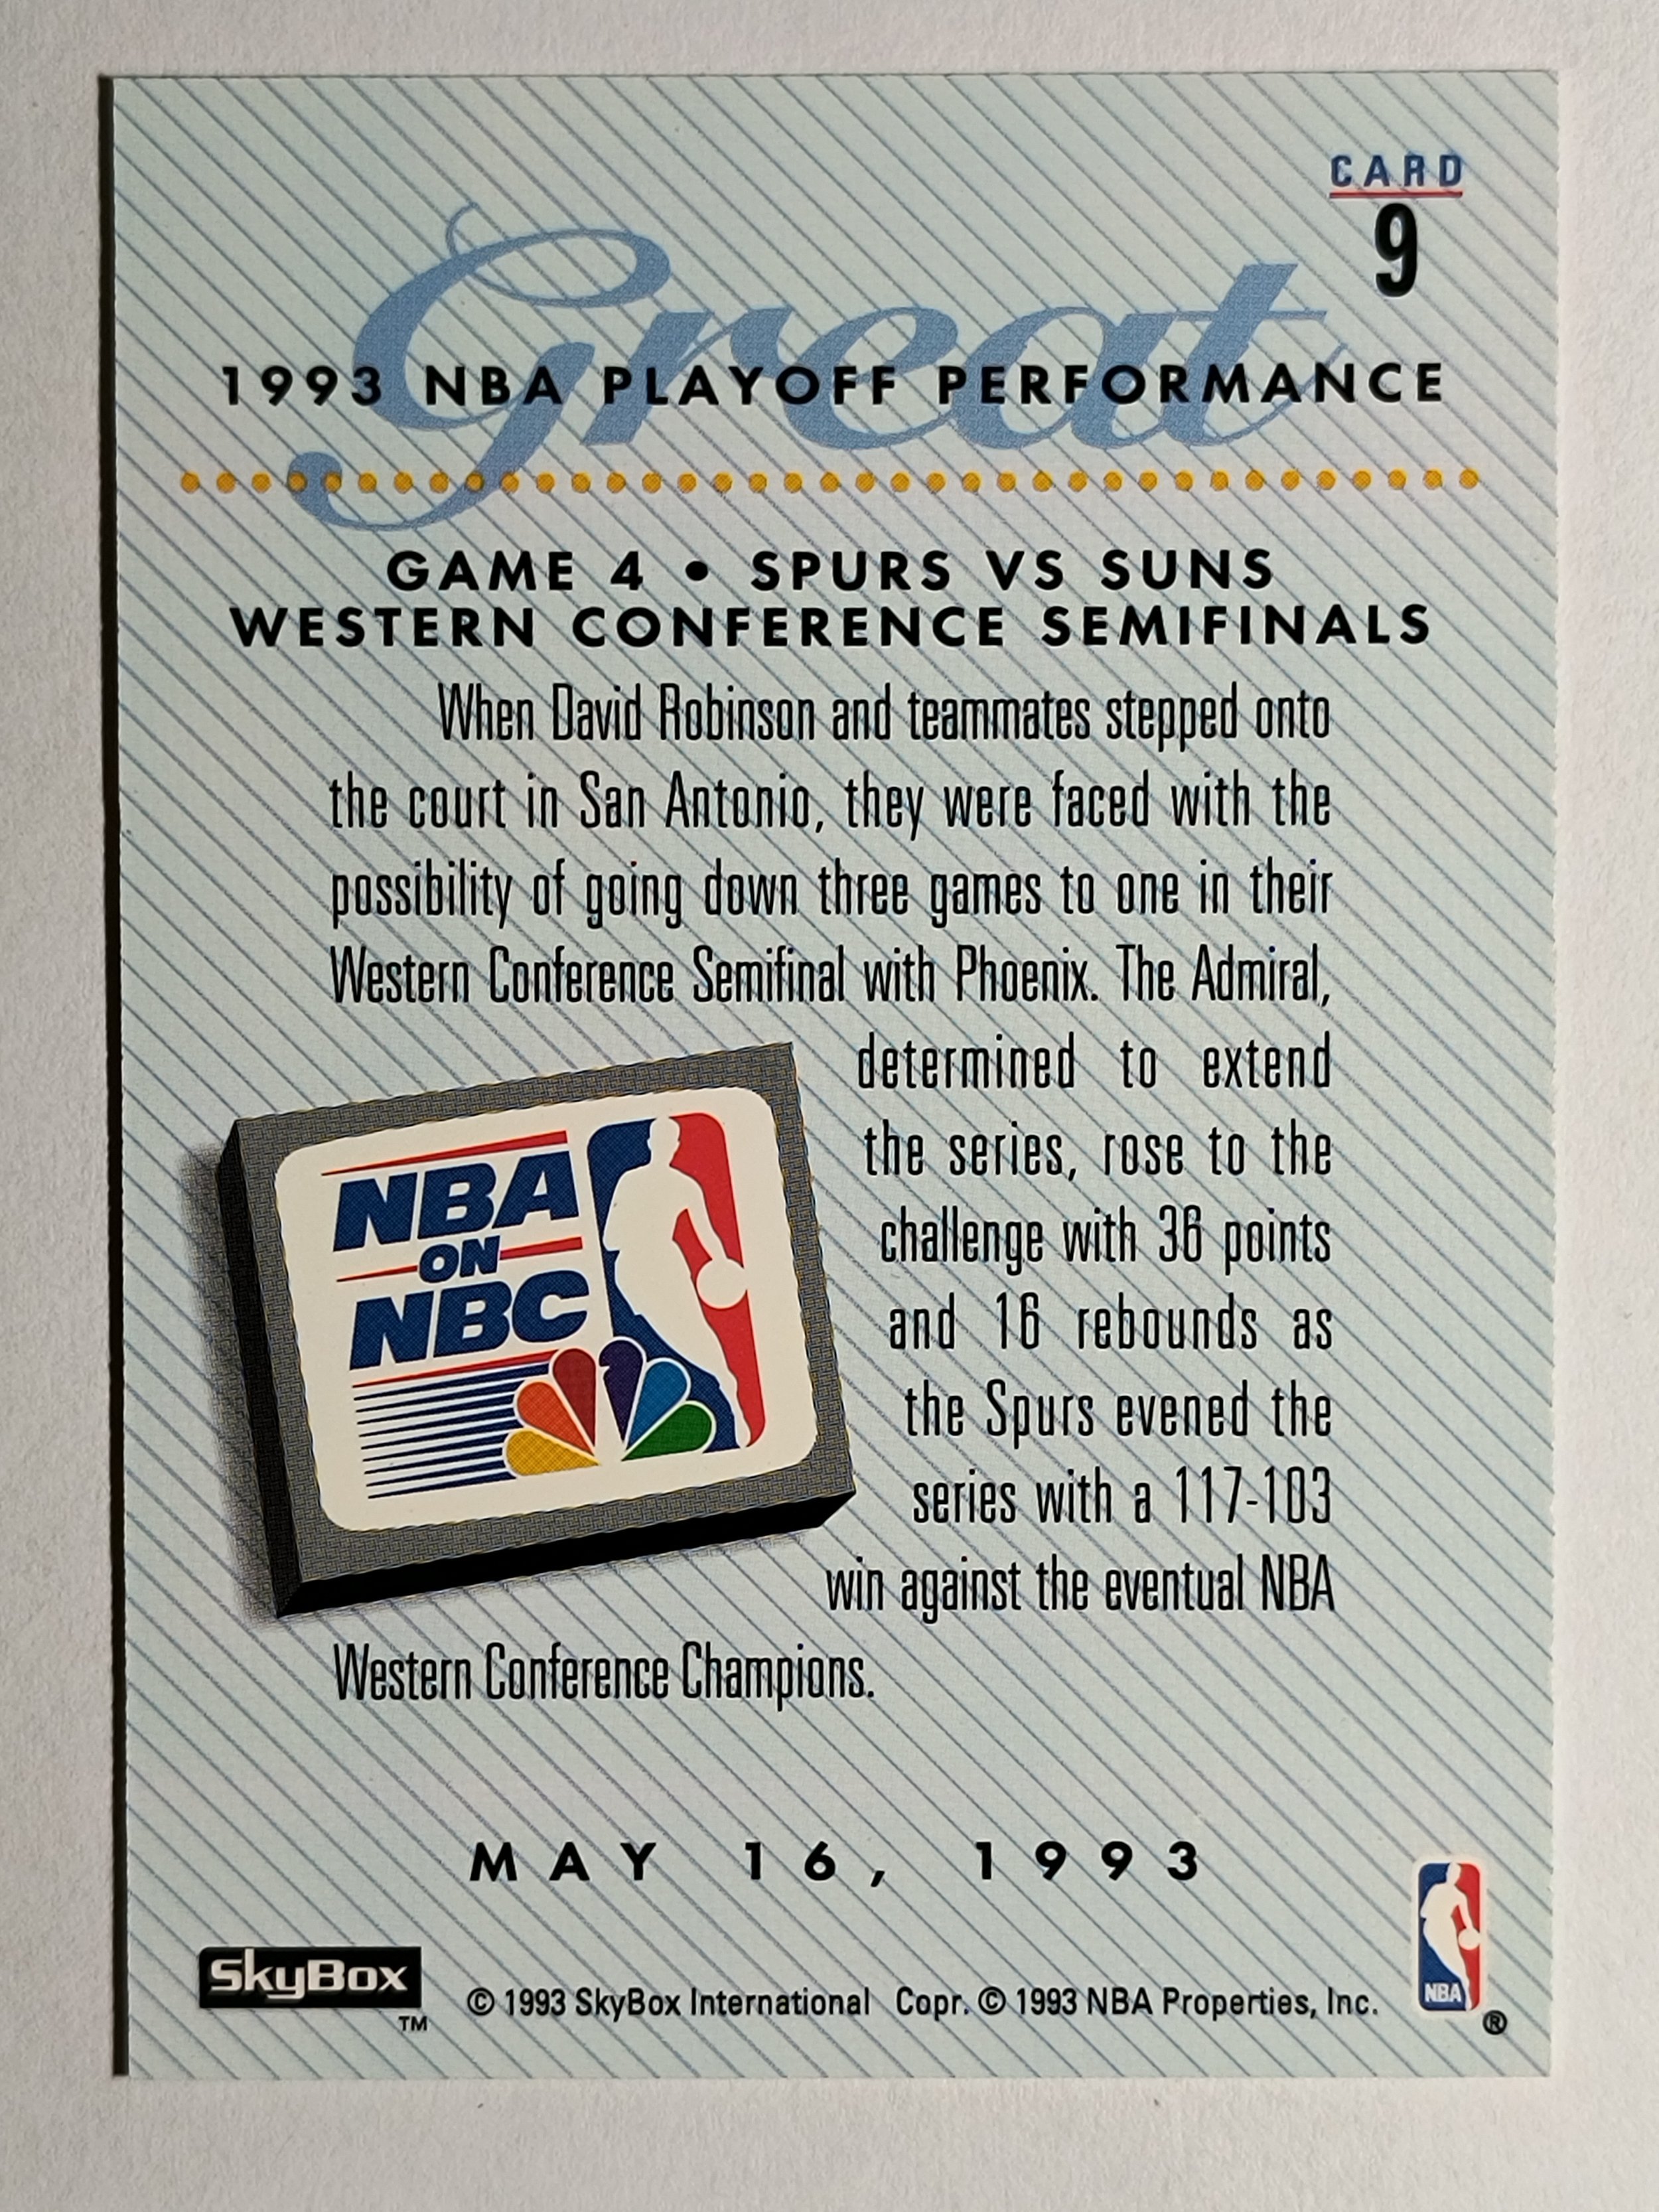 CARD
9
Great
1993 NBA PLAYOFF PERFORMANCE
GAME 4 • SPURS VS SUNS
WESTERN CONFERENCE SEMIFINALS
When David Robinson and teammates stepped onto
the court in San Antonio, they were faced with the
possibility of going down three games to one in their
Western Conference Semifinal with Phoenix. The Admiral,
determined to extend
the series, rose to the
challenge with 36 points
and 16 rebounds as
the Spurs evened the
series with a 117-103
win against the eventual NBA
Western Conference Champions.
NBA
ON
NBC
MAY 16, 1993
SkyBox
TM
© 1993 SkyBox International Copr. © 1993 NBA Properties, Inc.
NBA
®